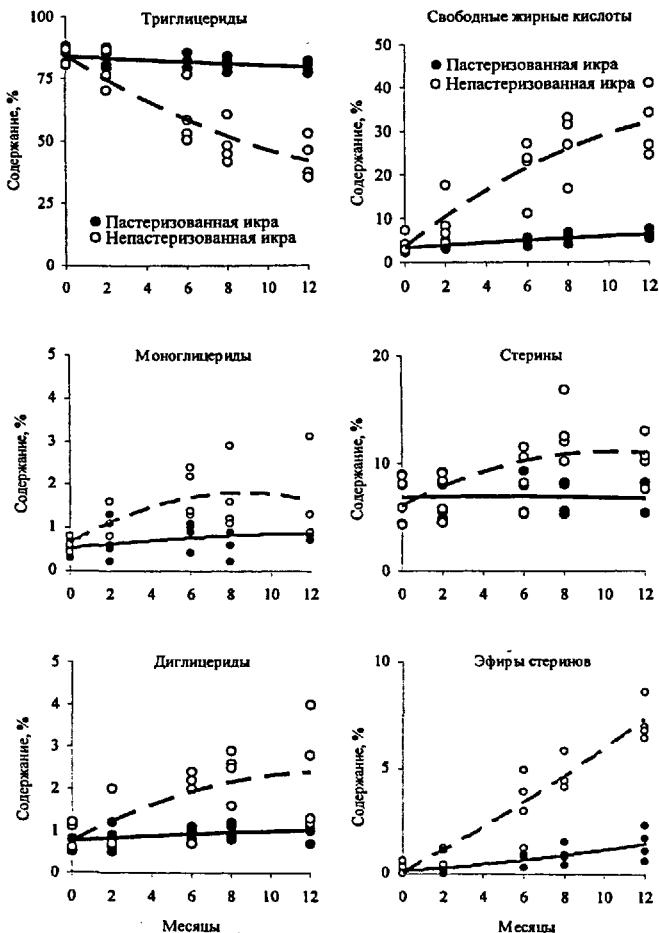 Триглицериды
Содержание, %
100
75
50
25
0
● Пастеризованная икра
○ Непастеризованная икра
0 2 4 6 8 10 12
Свободные жирные кислоты
Содержание, %
50
40
30
20
10
0
● Пастеризованная икра
○ Непастеризованная икра
0 2 4 6 8 10 12
Моноглицериды
Содержание, %
5
4
3
2
1
0
0 2 4 6 8 10 12
Стерины
Содержание, %
20
10
0
0 2 4 6 8 10 12
Диглицериды
Содержание, %
5
4
3
2
1
0
0 2 4 6 8 10 12
Месяцы
Эфиры стеринов
Содержание, %
10
5
0
0 2 4 6 8 10 12
Месяцы